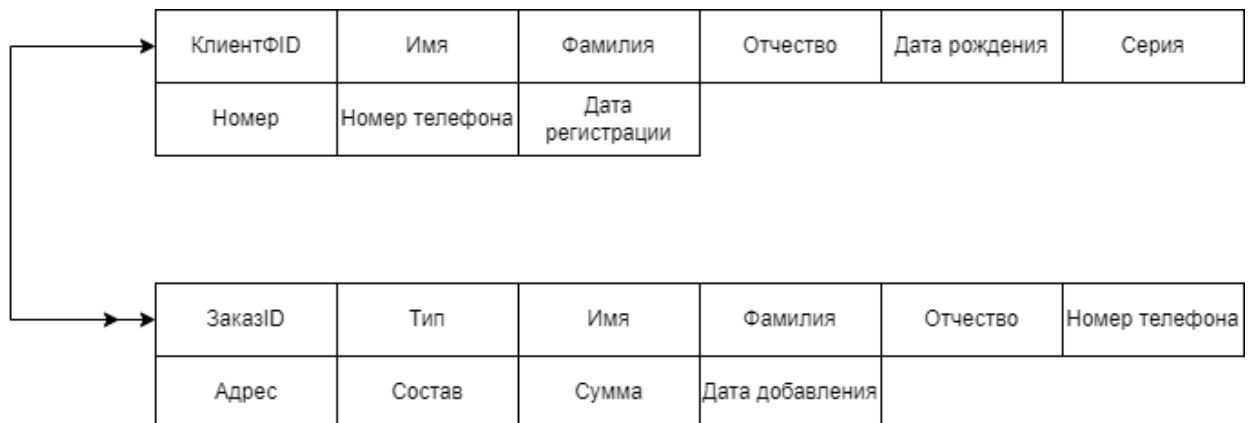 КлиентФID Имя Фамилия Отчество Дата рождения Серия
Номер Номер телефона Дата регистрации
ЗаказID Тип Имя Фамилия Отчество Номер телефона
Адрес Состав Сумма Дата добавления